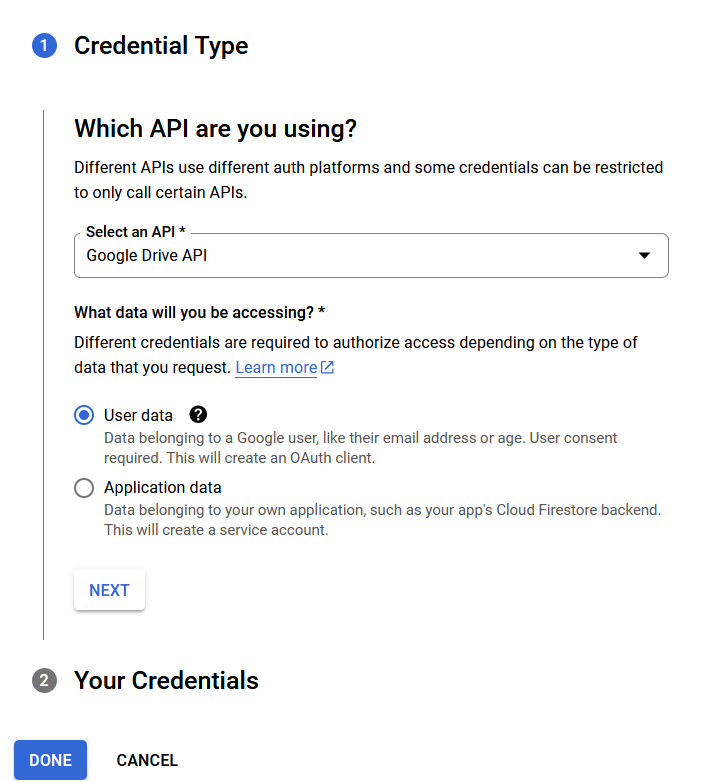 1 Credential Type
Which API are you using?
Different APIs use different auth platforms and some credentials can be restricted
to only call certain APIs.
Select an API *
Google Drive API
What data will you be accessing? *
Different credentials are required to authorize access depending on the type of
data that you request. Learn more
User data ?
Data belonging to a Google user, like their email address or age. User consent
required. This will create an OAuth client.
Application data
Data belonging to your own application, such as your app's Cloud Firestore backend.
This will create a service account.
NEXT
2 Your Credentials
DONE CANCEL